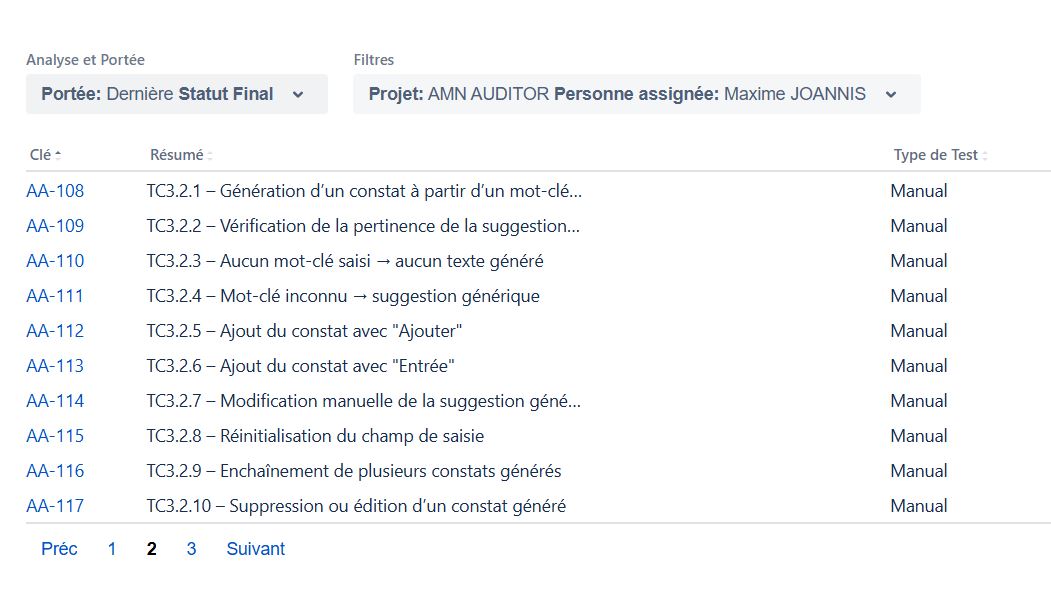 Analyse et Portée Filtres
Portée: Dernière Statut Final Projet: AMN AUDITOR Personne assignée: Maxime JOANNIS
Clé Résumé Type de Test
AA-108 TC3.2.1 – Génération d’un constat à partir d’un mot-clé... Manual
AA-109 TC3.2.2 – Vérification de la pertinence de la suggestion... Manual
AA-110 TC3.2.3 – Aucun mot-clé saisi → aucun texte généré Manual
AA-111 TC3.2.4 – Mot-clé inconnu → suggestion générique Manual
AA-112 TC3.2.5 – Ajout du constat avec "Ajouter" Manual
AA-113 TC3.2.6 – Ajout du constat avec "Entrée" Manual
AA-114 TC3.2.7 – Modification manuelle de la suggestion géné... Manual
AA-115 TC3.2.8 – Réinitialisation du champ de saisie Manual
AA-116 TC3.2.9 – Enchaînement de plusieurs constats générés Manual
AA-117 TC3.2.10 – Suppression ou édition d’un constat généré Manual
Préc 1 2 3 Suivant